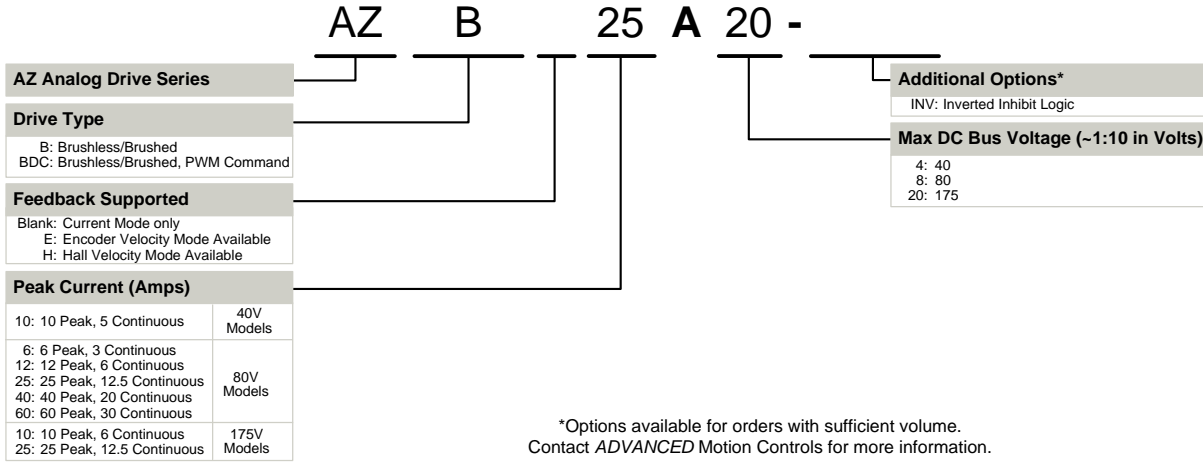 AZ B 25 A 20 -
AZ Analog Drive Series
Drive Type
B: Brushless/Brushed
BDC: Brushless/Brushed, PWM Command
Feedback Supported
Blank: Current Mode only
E: Encoder Velocity Mode Available
H: Hall Velocity Mode Available
Peak Current (Amps)
10: 10 Peak, 5 Continuous
40V
Models
6: 6 Peak, 3 Continuous
12: 12 Peak, 6 Continuous
25: 25 Peak, 12.5 Continuous
40: 40 Peak, 20 Continuous
60: 60 Peak, 30 Continuous
80V
Models
10: 10 Peak, 6 Continuous
25: 25 Peak, 12.5 Continuous
175V
Models
Additional Options*
INV: Inverted Inhibit Logic
Max DC Bus Voltage (~1:10 in Volts)
4: 40
8: 80
20: 175
*Options available for orders with sufficient volume.
Contact ADVANCED Motion Controls for more information.